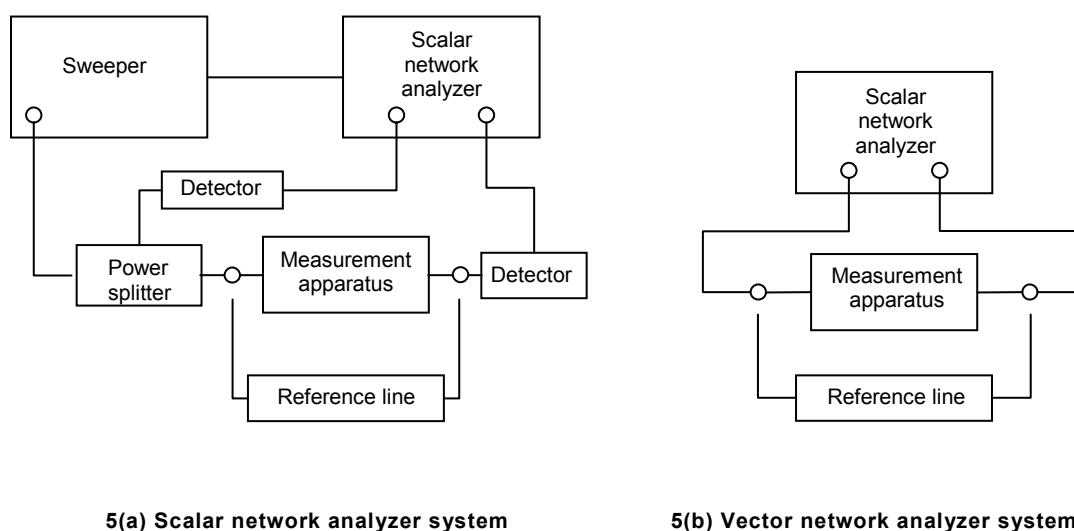 Sweeper
Scalar
network
analyzer
Detector
Power
splitter
Measurement
apparatus
Detector
Reference line
5(a) Scalar network analyzer system
Scalar
network
analyzer
Measurement
apparatus
Reference line
5(b) Vector network analyzer system